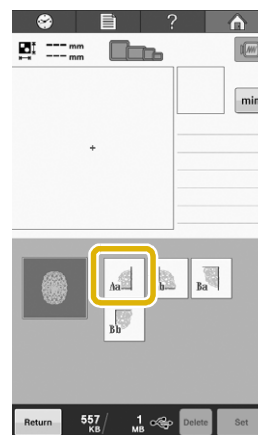 ?
--- mm
--- mm
min
Aa
Ba
Bb
Return
557 KB / 1 MB
Delete
Set